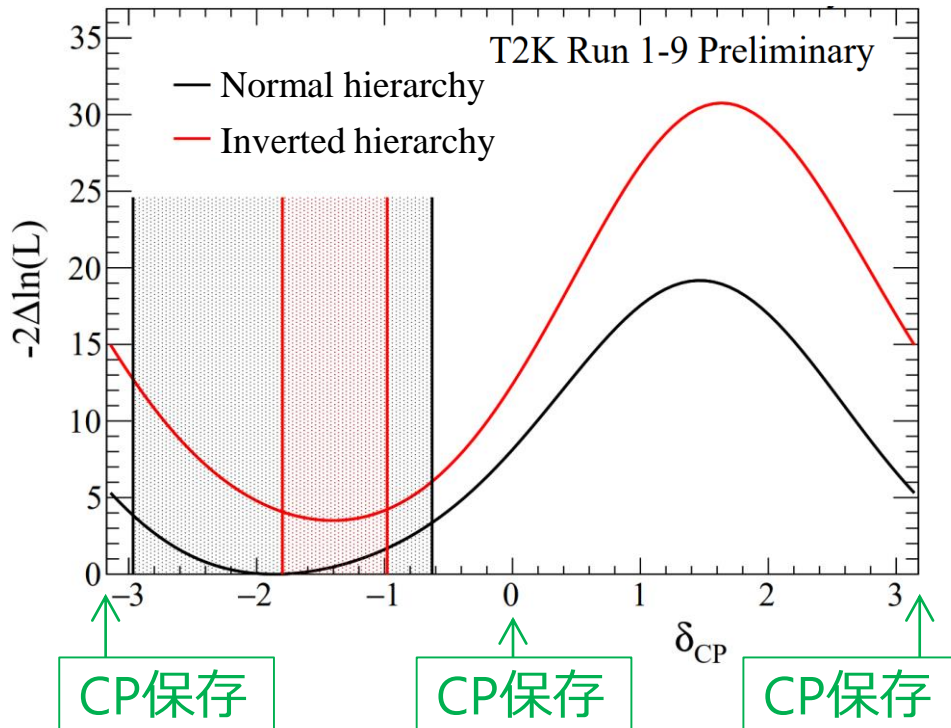 T2K Run 1-9 Preliminary
Normal hierarchy
Inverted hierarchy
35
30
25
20
15
10
5
0
-2Δln(L)
−3 −2 −1 0 1 2 3
δCP
CP保存 CP保存 CP保存